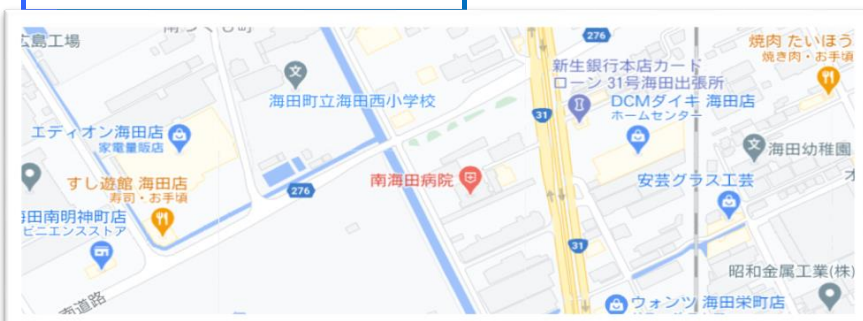 広島工場
276
焼肉 たいほう
焼き肉・お手頃
新生銀行本店カード
ローン 31号海田出張所
海田町立海田西小学校
31
DCMダイキ 海田店
ホームセンター
エディオン海田店
家電量販店
海田幼稚園
すし遊館 海田店
寿司・お手頃
276
南海田病院
安芸グラス工芸
田南明神町店
ビニエンスストア
31
昭和金属工業(株)
南道路
ウォンツ 海田栄町店